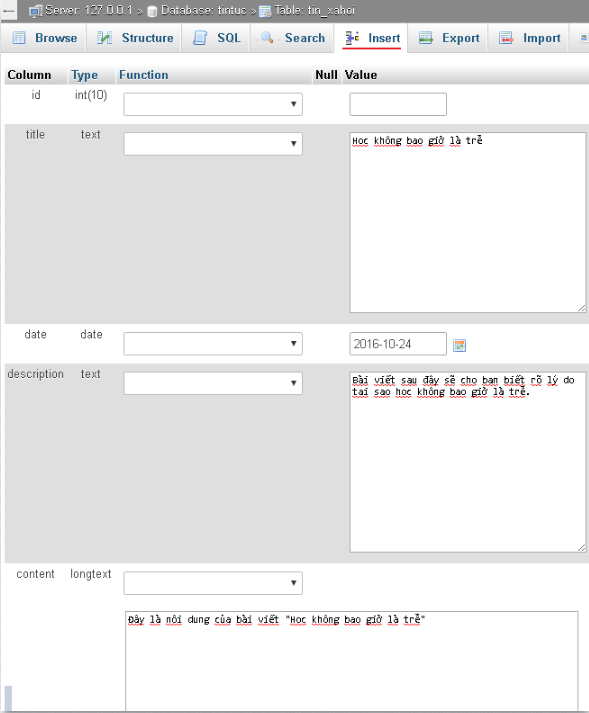 ← Server: 127.0.0.1 » Database: tintuc » Table: tin_xahoi
Browse Structure SQL Search Insert Export Import
Column Type Function Null Value
id int(10)
title text
Học không bao giờ là trễ
date date 2016-10-24
description text
Bài viết sau đây sẽ cho bạn biết rõ lý do
tại sao học không bao giờ là trễ.
content longtext
Đây là nội dung của bài viết "Học không bao giờ là trễ"